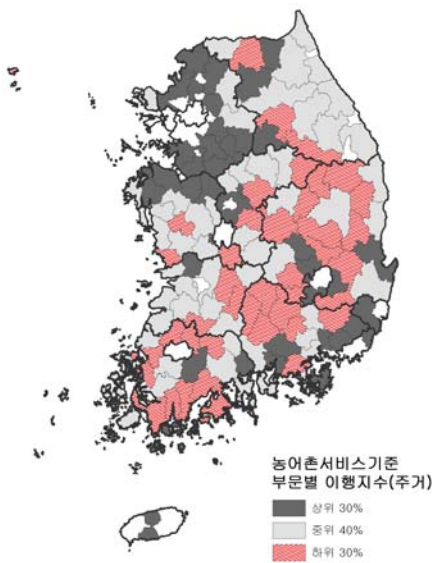 농어촌서비스기준
부문별 이행지수(주거)
상위 30%
중위 40%
하위 30%